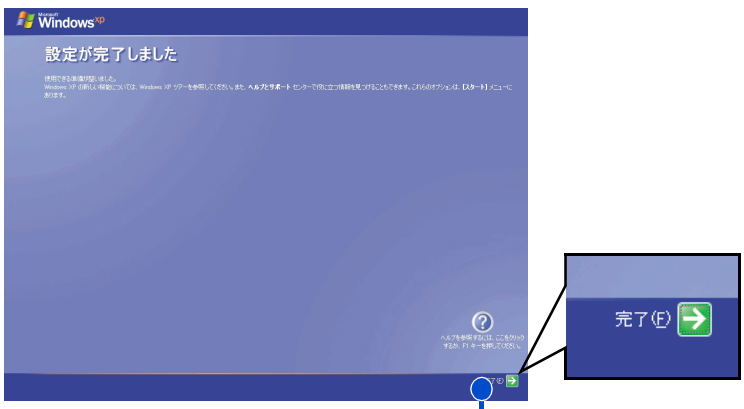 Microsoft
Windows xp
設定が完了しました
使用できる準備が整いました。
Windows XP の新しい機能については、Windows XP ツアーを参照してください。また、ヘルプとサポート センターで役に立つ情報を見つけることもできます。これらのオプションは、[スタート] メニューに
あります。
ヘルプを参照するには、ここをクリック
するか、F1 キーを押してください。
了(F)
完了(F)